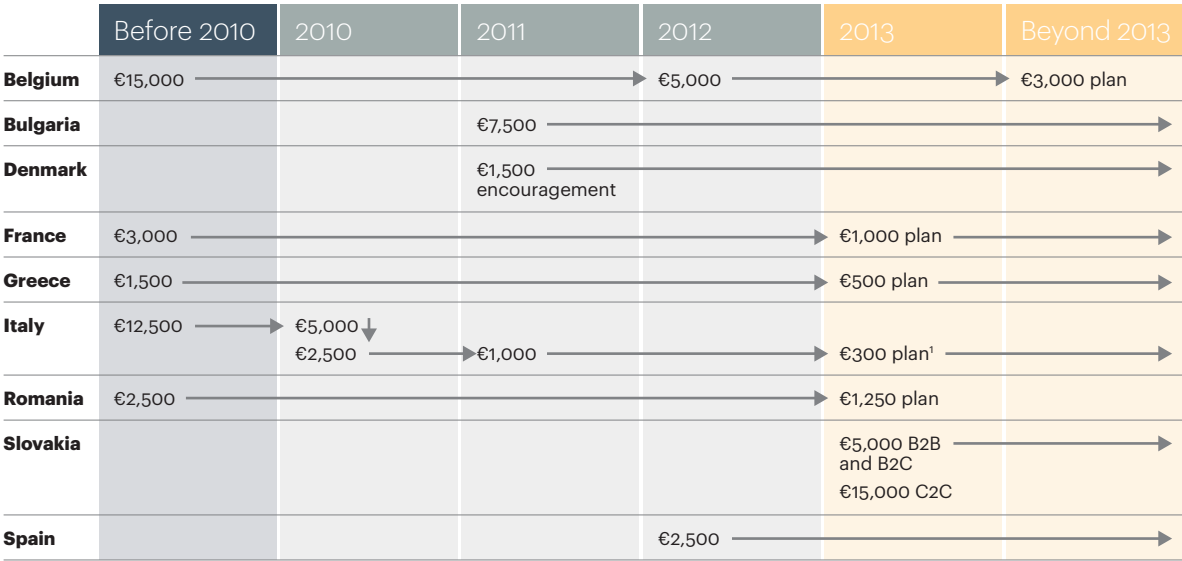 Before 2010 2010 2011 2012 2013 Beyond 2013
Belgium €15,000 €5,000 €3,000 plan
Bulgaria €7,500
Denmark €1,500
encouragement
France €3,000 €1,000 plan
Greece €1,500 €500 plan
Italy €12,500 €5,000
€2,500 €1,000 €300 plan¹
Romania €2,500 €1,250 plan
Slovakia €5,000 B2B
and B2C
€15,000 C2C
Spain €2,500